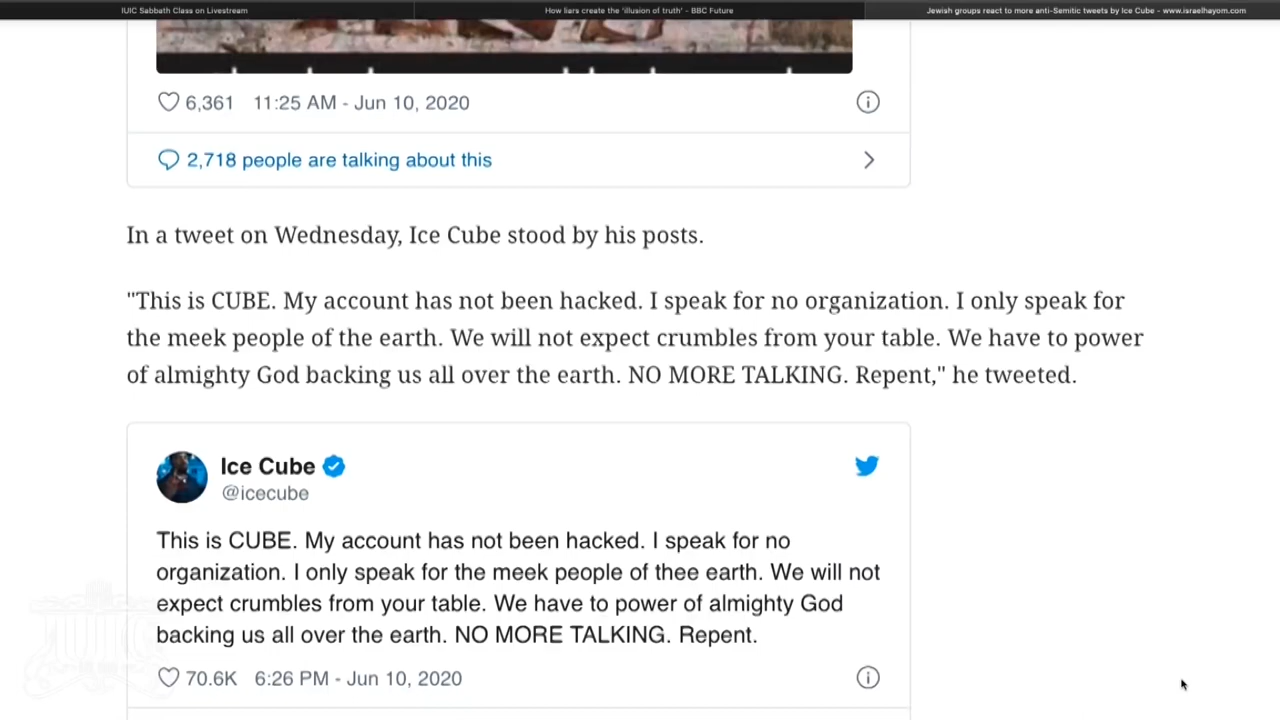 IUIC Sabbath Class on Livestream
How liars create the 'illusion of truth' - BBC Future
Jewish groups react to more anti-Semitic tweets by Ice Cube - www.israelhayom.com
6,361 11:25 AM - Jun 10, 2020
2,718 people are talking about this
In a tweet on Wednesday, Ice Cube stood by his posts.
"This is CUBE. My account has not been hacked. I speak for no organization. I only speak for
the meek people of the earth. We will not expect crumbles from your table. We have to power
of almighty God backing us all over the earth. NO MORE TALKING. Repent," he tweeted.
Ice Cube
@icecube
This is CUBE. My account has not been hacked. I speak for no
organization. I only speak for the meek people of thee earth. We will not
expect crumbles from your table. We have to power of almighty God
backing us all over the earth. NO MORE TALKING. Repent.
70.6K 6:26 PM - Jun 10, 2020
IUIC